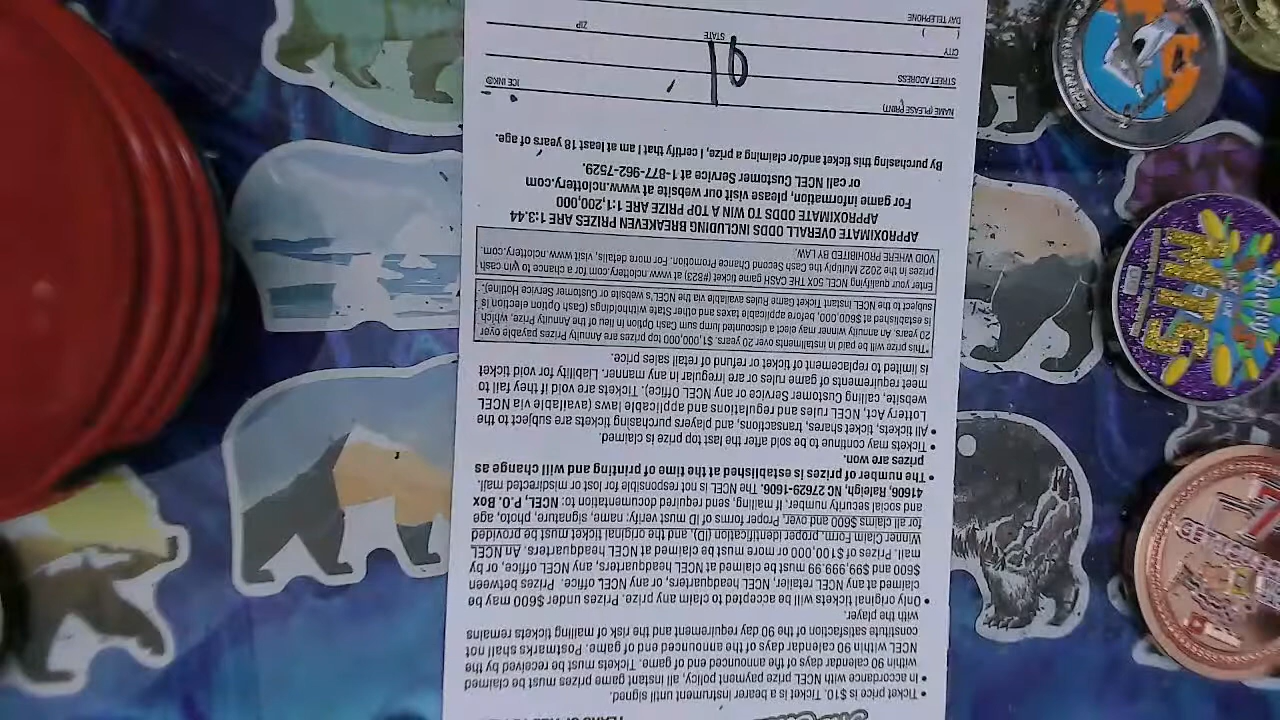 • Ticket price is $10. Ticket is a bearer instrument until signed.
• In accordance with NCEL prize payment policy, all instant game prizes must be claimed
within 90 calendar days of the announced end of game. Tickets must be received by the
NCEL within 90 calendar days of the announced end of game. Postmarks shall not
constitute satisfaction of the 90 day requirement and the risk of mailing tickets remains
with the player.
• Only original tickets will be accepted to claim any prize. Prizes under $600 may be
claimed at any NCEL retailer, NCEL headquarters, or any NCEL office. Prizes between
$600 and $99,999.99 must be claimed at NCEL headquarters, any NCEL office, or by
mail. Prizes of $100,000 or more must be claimed at NCEL headquarters. An NCEL
Winner Claim Form, proper identification (ID), and the original ticket must be provided
for all claims $600 and over. Proper forms of ID must verify: name, signature, photo, age
and social security number. If mailing, send required documentation to: NCEL, P.O. Box
41606, Raleigh, NC 27629-1606. The NCEL is not responsible for lost or misdirected mail.
• The number of prizes is established at the time of printing and will change as
prizes are won.
• Tickets may continue to be sold after the last top prize is claimed.
• All tickets, ticket shares, transactions, and players purchasing tickets are subject to the
Lottery Act, NCEL rules and regulations and applicable laws (available via NCEL
website, calling Customer Service or any NCEL Office). Tickets are void if they fail to
meet requirements of game rules or are irregular in any manner. Liability for void ticket
is limited to replacement of ticket or refund of retail sales price.
*This prize will be paid in installments over 20 years. $1,000,000 top prizes are Annuity Prizes payable over
20 years. An annuity winner may elect a discounted lump sum Cash Option in lieu of the Annuity Prize, which
is established at $600,000, before applicable taxes and other State withholdings (Cash option election is
subject to the NCEL Instant Ticket Game Rules available via the NCEL's website or Customer Service Hotline).
Enter your qualifying NCEL 50X THE CASH game ticket (#823) at www.nclottery.com for a chance to win cash
prizes in the 2022 Multiply the Cash Second Chance Promotion. For more details, visit www.nclottery.com.
VOID WHERE PROHIBITED BY LAW.
APPROXIMATE OVERALL ODDS INCLUDING BREAKEVEN PRIZES ARE 1:3.44
APPROXIMATE ODDS TO WIN A TOP PRIZE ARE 1:1,200,000
For game information, please visit our website at www.nclottery.com
or call NCEL Customer Service at 1-877-962-7529.
By purchasing this ticket and/or claiming a prize, I certify that I am at least 18 years of age.
NAME (PLEASE PRINT) ICE INK®
STREET ADDRESS
CITY STATE ZIP
( )
DAY TELEPHONE